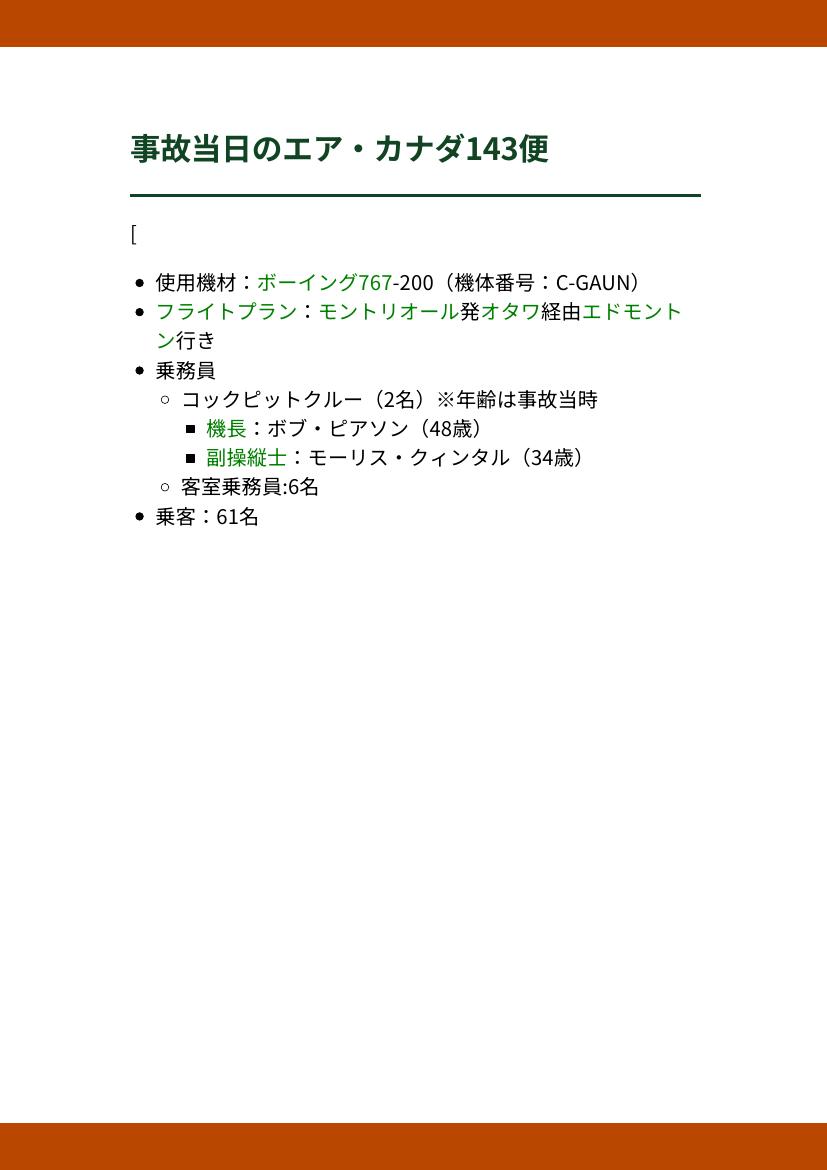 事故当日のエア・カナダ143便
[
使用機材：ボーイング767-200（機体番号：C-GAUN）
フライトプラン：モントリオール発オタワ経由エドモント
ン行き
乗務員
コックピットクルー（2名）※年齢は事故当時
機長：ボブ・ピアソン（48歳）
副操縦士：モーリス・クィンタル（34歳）
客室乗務員:6名
乗客：61名